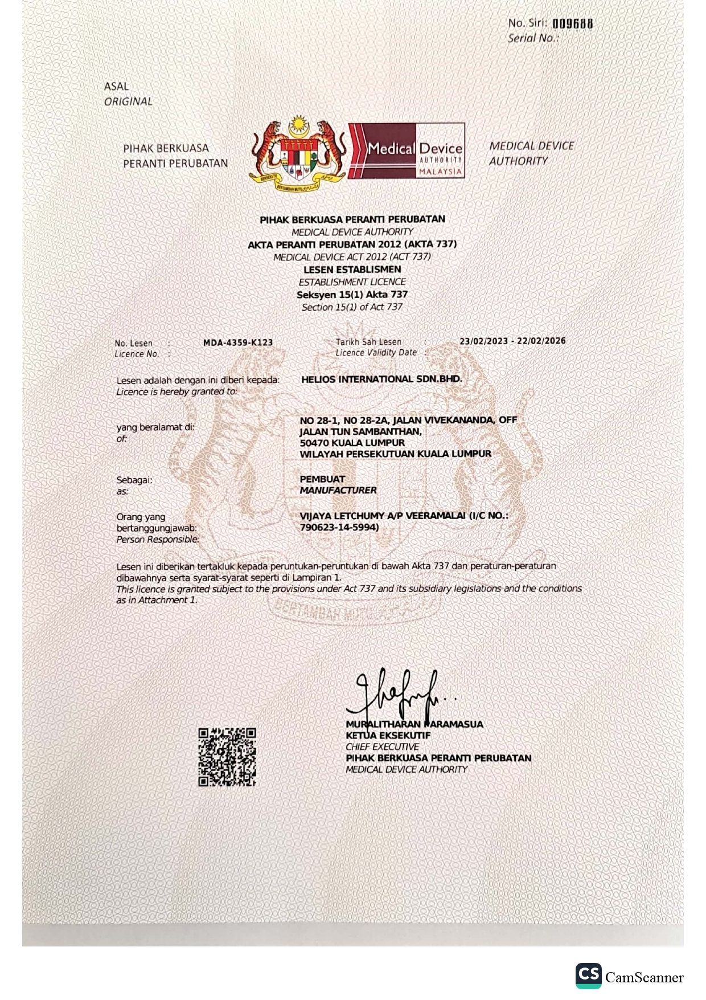 No. Siri: 009688
Serial No.:
ASAL
ORIGINAL
PIHAK BERKUASA
PERANTI PERUBATAN
BERSEKUTU
BERTAMBAH MUTU
Medical Device
AUTHORITY
MALAYSIA
MEDICAL DEVICE
AUTHORITY
PIHAK BERKUASA PERANTI PERUBATAN
MEDICAL DEVICE AUTHORITY
AKTA PERANTI PERUBATAN 2012 (AKTA 737)
MEDICAL DEVICE ACT 2012 (ACT 737)
LESEN ESTABLISMEN
ESTABLISHMENT LICENCE
Seksyen 15(1) Akta 737
Section 15(1) of Act 737
No. Lesen : MDA-4359-K123 Tarikh Sah Lesen : 23/02/2023 - 22/02/2026
Licence No. : Licence Validity Date :
Lesen adalah dengan ini diberi kepada: HELIOS INTERNATIONAL SDN.BHD.
Licence is hereby granted to:
yang beralamat di:
of:
NO 28-1, NO 28-2A, JALAN VIVEKANANDA, OFF
JALAN TUN SAMBANTHAN,
50470 KUALA LUMPUR
WILAYAH PERSEKUTUAN KUALA LUMPUR
Sebagai: PEMBUAT
as: MANUFACTURER
Orang yang
bertanggungjawab:
Person Responsible:
VIJAYA LETCHUMY A/P VEERAMALAI (I/C NO.:
790623-14-5994)
Lesen ini diberikan tertakluk kepada peruntukan-peruntukan di bawah Akta 737 dan peraturan-peraturan
dibawahnya serta syarat-syarat seperti di Lampiran 1.
This licence is granted subject to the provisions under Act 737 and its subsidiary legislations and the conditions
as in Attachment 1.
BERTAMBAH MUTU
MURALITHARAN PARAMASUA
KETUA EKSEKUTIF
CHIEF EXECUTIVE
PIHAK BERKUASA PERANTI PERUBATAN
MEDICAL DEVICE AUTHORITY
CS CamScanner